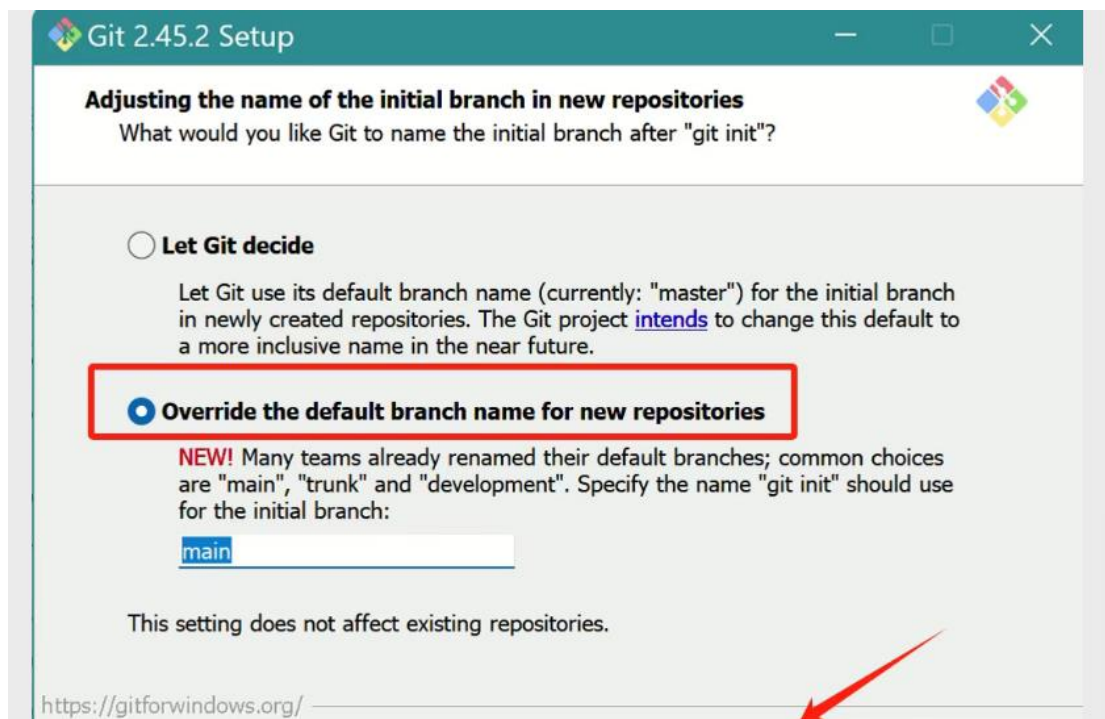 Git 2.45.2 Setup
Adjusting the name of the initial branch in new repositories
What would you like Git to name the initial branch after "git init"?
Let Git decide
Let Git use its default branch name (currently: "master") for the initial branch
in newly created repositories. The Git project intends to change this default to
a more inclusive name in the near future.
Override the default branch name for new repositories
NEW! Many teams already renamed their default branches; common choices
are "main", "trunk" and "development". Specify the name "git init" should use
for the initial branch:
main
This setting does not affect existing repositories.
https://gitforwindows.org/